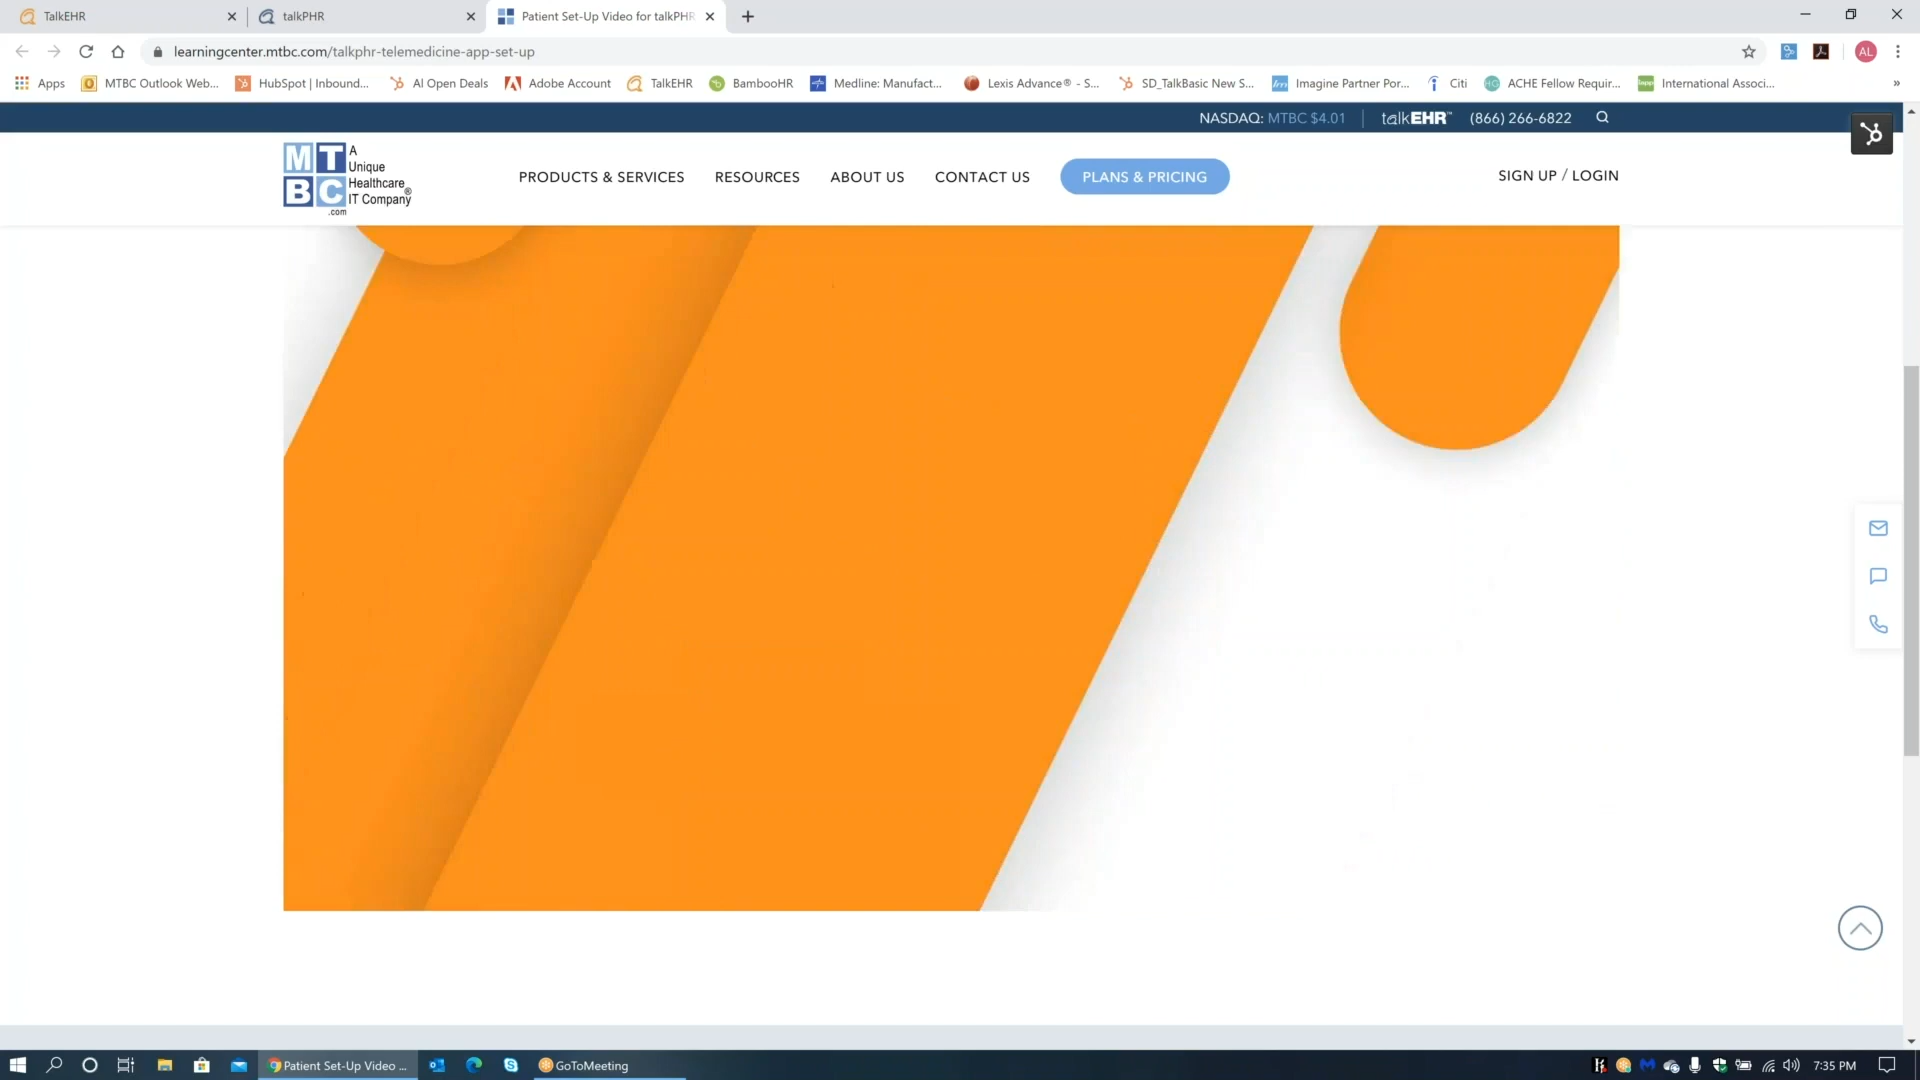 TalkEHR
talkPHR
Patient Set-Up Video for talkPHR
learningcenter.mtbc.com/talkphr-telemedicine-app-set-up
AL
Apps
MTBC Outlook Web...
HubSpot | Inbound...
AI Open Deals
Adobe Account
TalkEHR
BambooHR
Medline: Manufact...
Lexis Advance® - S...
SD_TalkBasic New S...
Imagine Partner Por...
Citi
ACHE Fellow Requir...
International Associ...
»
NASDAQ: MTBC $4.01
talkEHR™
(866) 266-6822
MT
BC
A
Unique
Healthcare®
IT Company
.com
PRODUCTS & SERVICES
RESOURCES
ABOUT US
CONTACT US
PLANS & PRICING
SIGN UP / LOGIN
Patient Set-Up Video ...
GoToMeeting
7:35 PM